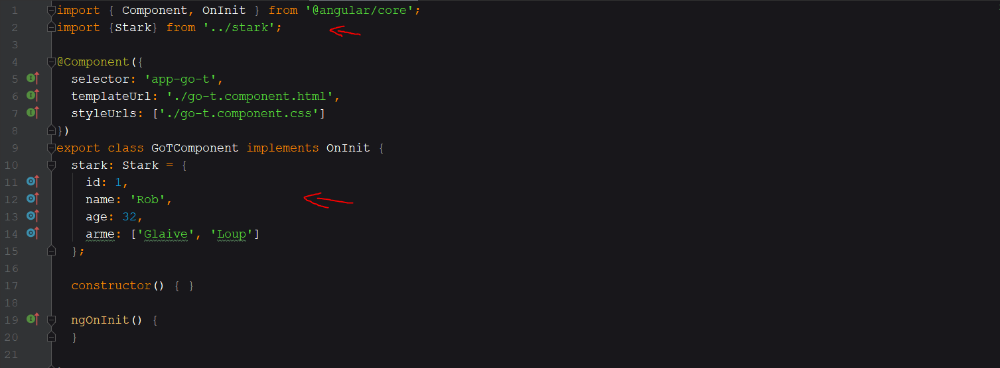 1 import { Component, OnInit } from '@angular/core';
2 import {Stark} from '../stark';
3
4 @Component({
5   selector: 'app-go-t',
6   templateUrl: './go-t.component.html',
7   styleUrls: ['./go-t.component.css']
8 })
9 export class GoTComponent implements OnInit {
10   stark: Stark = {
11     id: 1,
12     name: 'Rob',
13     age: 32,
14     arme: ['Glaive', 'Loup']
15   };
16
17   constructor() { }
18
19   ngOnInit() {
20   }
21